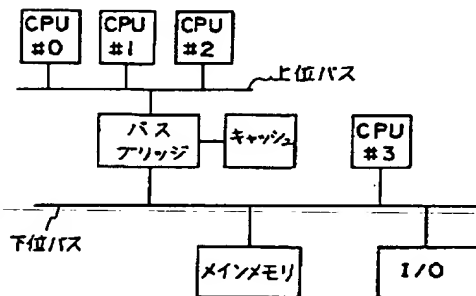 CPU
#0
CPU
#1
CPU
#2
上位バス
バス
ブリッジ
キャッシュ
CPU
#3
下位バス
メインメモリ
I/O